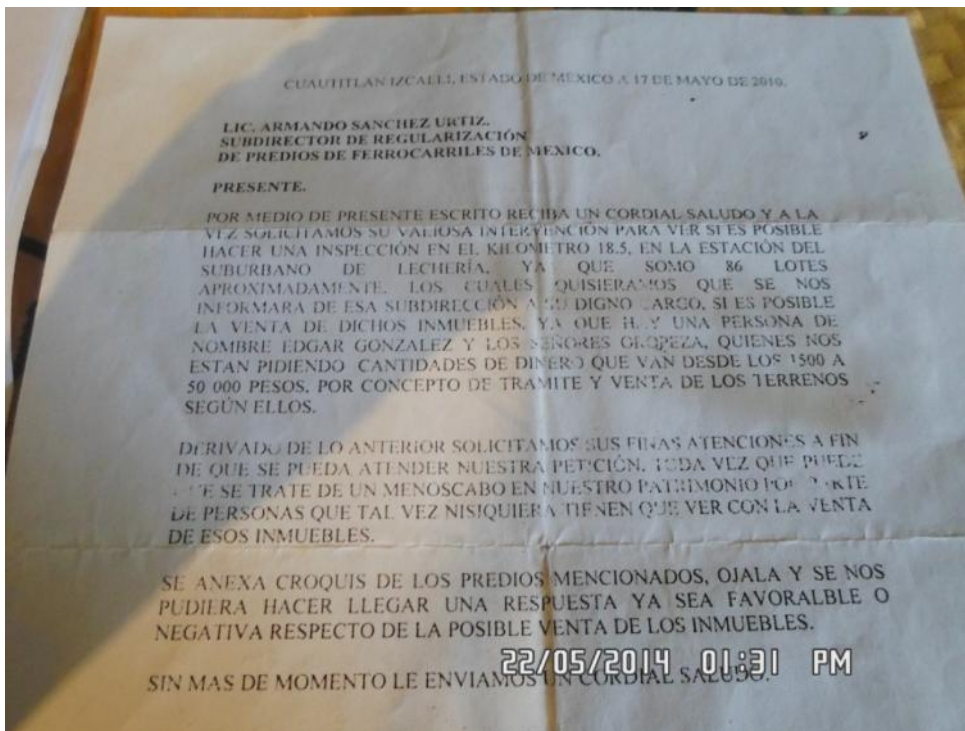 CUAUTITLAN IZCALLI, ESTADO DE MEXICO A 17 DE MAYO DE 2010.
LIC. ARMANDO SANCHEZ URTIZ.
SUBDIRECTOR DE REGULARIZACIÓN
DE PREDIOS DE FERROCARRILES DE MEXICO.
PRESENTE.
POR MEDIO DE PRESENTE ESCRITO RECIBA UN CORDIAL SALUDO Y A LA
VEZ SOLICITAMOS SU VALIOSA INTERVENCIÓN PARA VER SI ES POSIBLE
HACER UNA INSPECCIÓN EN EL KILOMETRO 18.5, EN LA ESTACIÓN DEL
SUBURBANO DE LECHERÍA, YA QUE SOMO 86 LOTES
APROXIMADAMENTE. LOS CUALES QUISIERAMOS QUE SE NOS
INFORMARA DE ESA SUBDIRECCIÓN A SU DIGNO CARGO, SI ES POSIBLE
LA VENTA DE DICHOS INMUEBLES, YA QUE HAY UNA PERSONA DE
NOMBRE EDGAR GONZALEZ Y LOS SEÑORES OROPEZA, QUIENES NOS
ESTAN PIDIENDO CANTIDADES DE DINERO QUE VAN DESDE LOS 1500 A
50 000 PESOS, POR CONCEPTO DE TRAMITE Y VENTA DE LOS TERRENOS
SEGÚN ELLOS.
DERIVADO DE LO ANTERIOR SOLICITAMOS SUS FINAS ATENCIONES A FIN
DE QUE SE PUEDA ATENDER NUESTRA PETICIÓN, TODA VEZ QUE PUEDE
SE TRATE DE UN MENOSCABO EN NUESTRO PATRIMONIO POR PARTE
DE PERSONAS QUE TAL VEZ NISIQUIERA TIENEN QUE VER CON LA VENTA
DE ESOS INMUEBLES.
SE ANEXA CROQUIS DE LOS PREDIOS MENCIONADOS, OJALA Y SE NOS
PUDIERA HACER LLEGAR UNA RESPUESTA YA SEA FAVORALBLE O
NEGATIVA RESPECTO DE LA POSIBLE VENTA DE LOS INMUEBLES.
SIN MAS DE MOMENTO LE ENVIAMOS UN CORDIAL SALUDO.
22/05/2014 01:31 PM